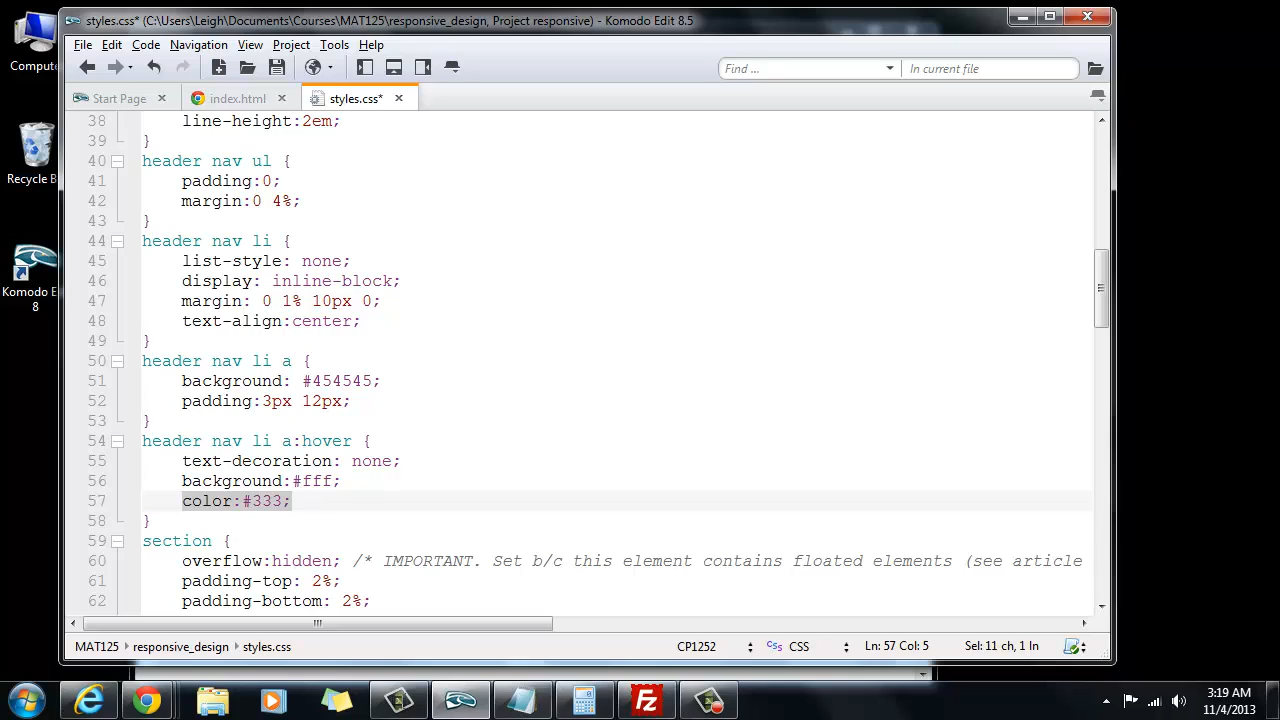 styles.css* (C:\Users\Leigh\Documents\Courses\MAT125\responsive_design, Project responsive) - Komodo Edit 8.5
File Edit Code Navigation View Project Tools Help
Find ... In current file
Start Page index.html styles.css*
38 line-height:2em;
39 }
40 header nav ul {
41 padding:0;
42 margin:0 4%;
43 }
44 header nav li {
45 list-style: none;
46 display: inline-block;
47 margin: 0 1% 10px 0;
48 text-align:center;
49 }
50 header nav li a {
51 background: #454545;
52 padding:3px 12px;
53 }
54 header nav li a:hover {
55 text-decoration: none;
56 background:#fff;
57 color:#333;
58 }
59 section {
60 overflow:hidden; /* IMPORTANT. Set b/c this element contains floated elements (see article
61 padding-top: 2%;
62 padding-bottom: 2%;
MAT125 responsive_design styles.css CP1252 CSS CSS Ln: 57 Col: 5 Sel: 11 ch, 1 ln
Comput
Recycle B
Komodo E
8
Fz
3:19 AM
11/4/2013